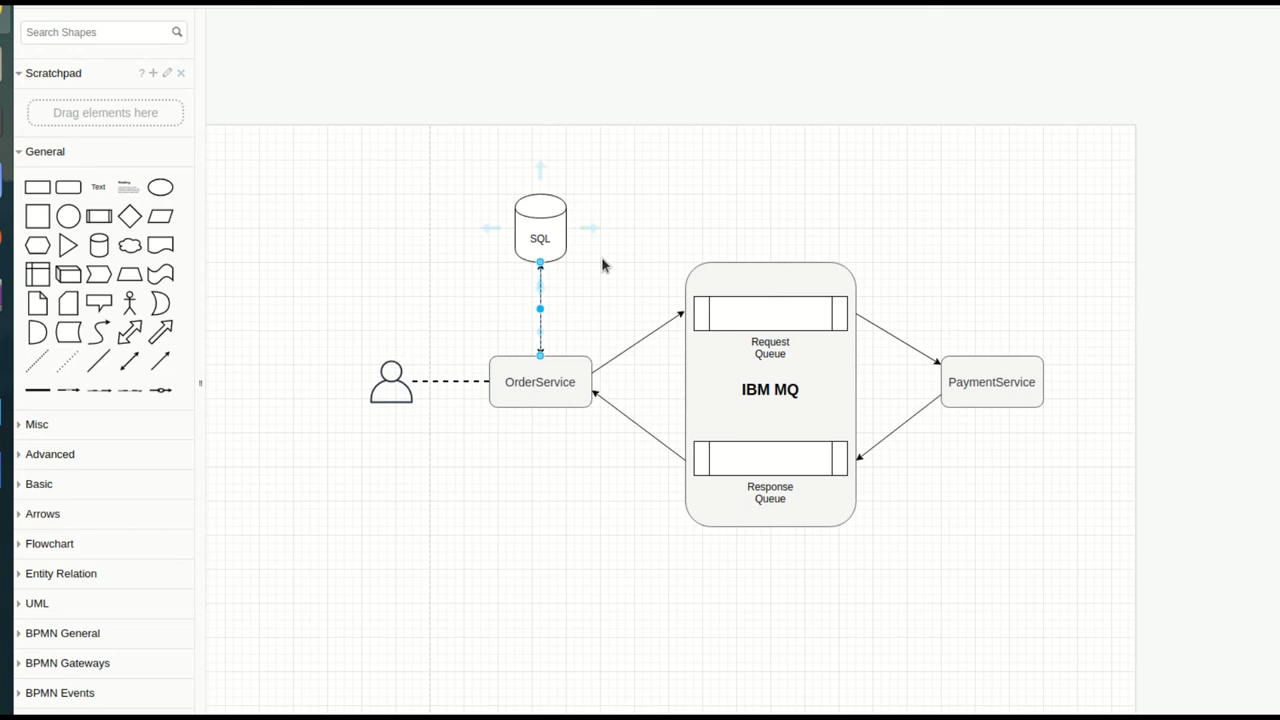 Search Shapes
Scratchpad
?
Drag elements here
General
Text
Misc
Advanced
Basic
Arrows
Flowchart
Entity Relation
UML
BPMN General
BPMN Gateways
BPMN Events
SQL
OrderService
Request
Queue
IBM MQ
Response
Queue
PaymentService